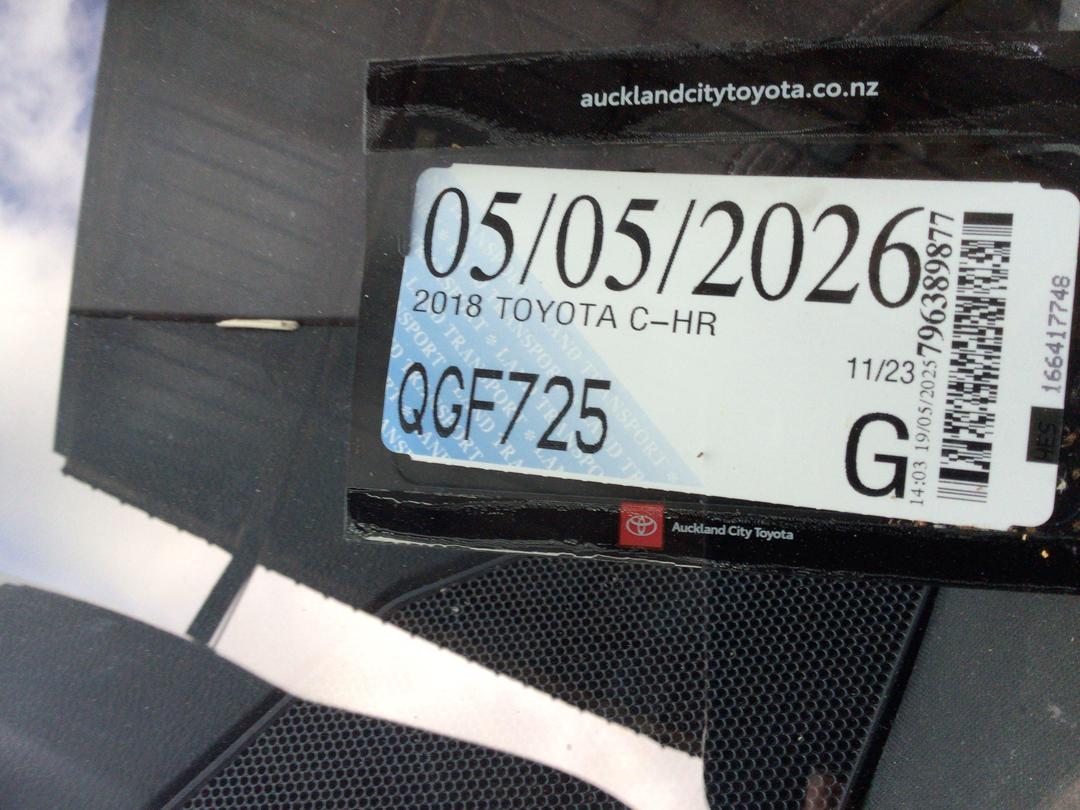 aucklandcitytoyota.co.nz
05/05/2026
2018 TOYOTA C-HR
QGF725
11/23
G
14:03 19/05/2025 796389877
166417748
Auckland City Toyota